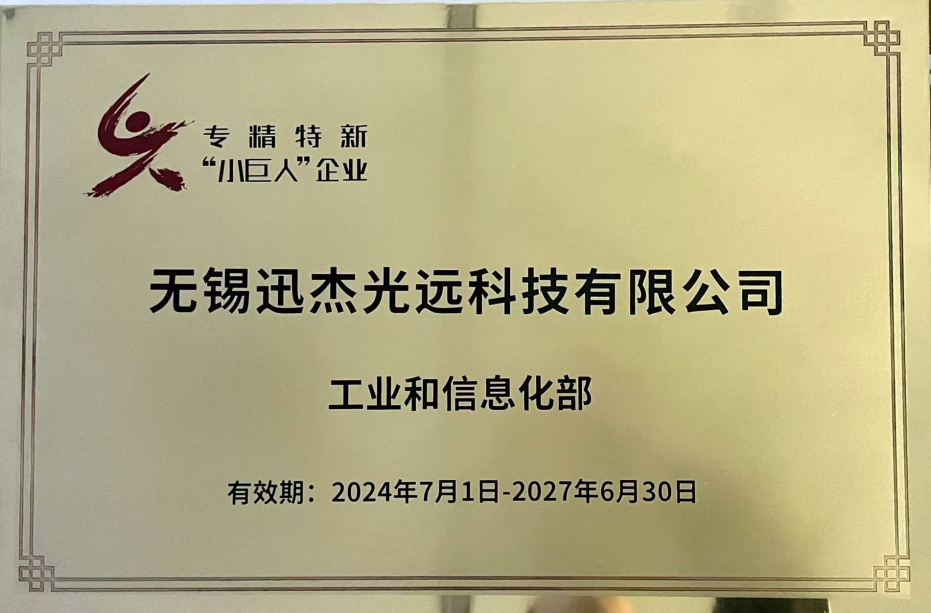 专精特新
“小巨人”企业
无锡迅杰光远科技有限公司
工业和信息化部
有效期：2024年7月1日-2027年6月30日